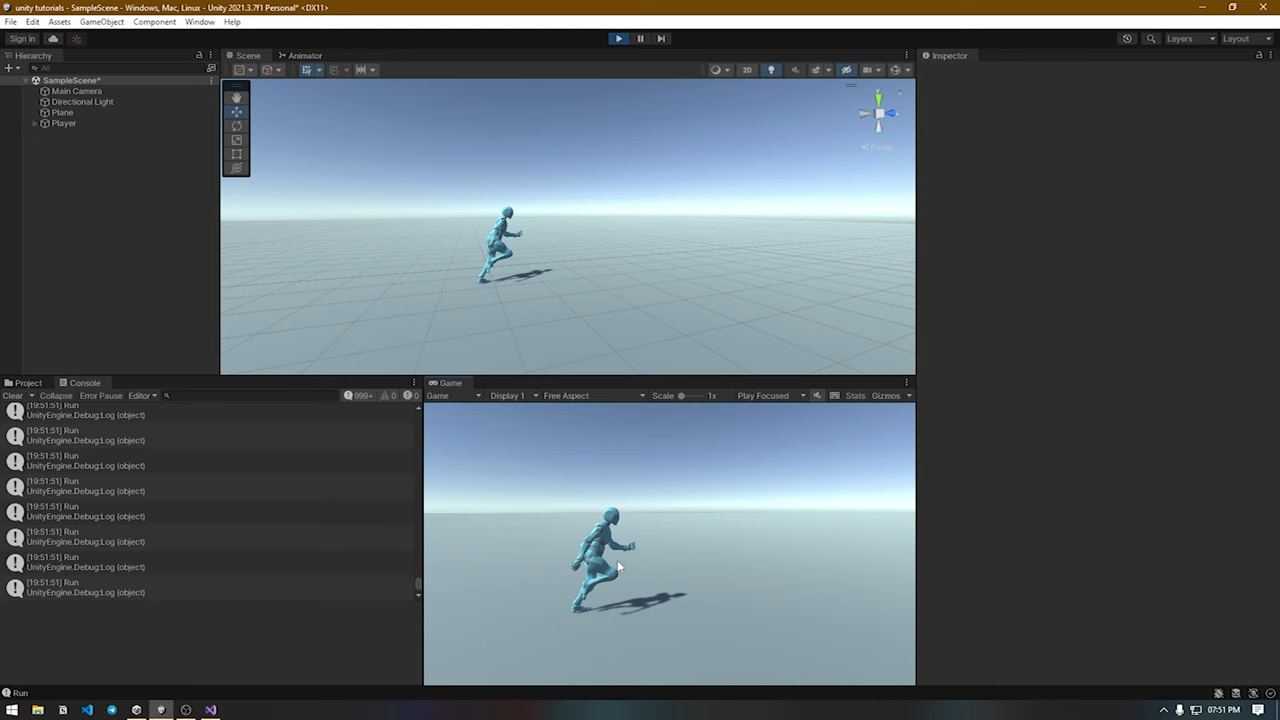 unity tutorials - SampleScene - Windows, Mac, Linux - Unity 2021.3.7f1 Personal* <DX11>
File Edit Assets GameObject Component Window Help
Sign in
Layers Layout
Hierarchy
Scene Animator
Inspector
All
2D
SampleScene*
Main Camera
Directional Light
Plane
Player
Persp
Project Console
Game
Clear Collapse Error Pause Editor 999+ 0 0
Game Display 1 Free Aspect Scale 1x Play Focused Stats Gizmos
[19:51:51] Run
UnityEngine.Debug:Log (object)
[19:51:51] Run
UnityEngine.Debug:Log (object)
[19:51:51] Run
UnityEngine.Debug:Log (object)
[19:51:51] Run
UnityEngine.Debug:Log (object)
[19:51:51] Run
UnityEngine.Debug:Log (object)
[19:51:51] Run
UnityEngine.Debug:Log (object)
[19:51:51] Run
UnityEngine.Debug:Log (object)
[19:51:51] Run
UnityEngine.Debug:Log (object)
Run
07:51 PM